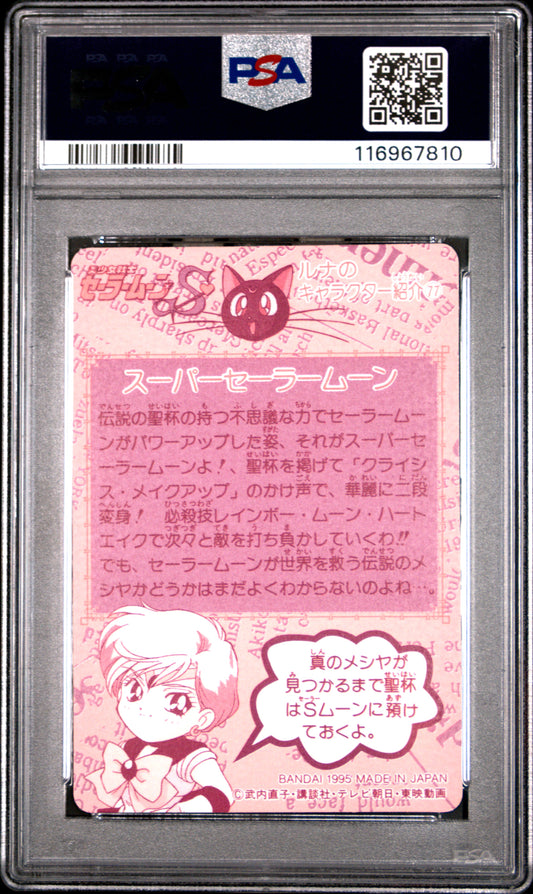 PSA
116967810
美少女戦士
セーラームーンS
ルナの
キャラクター紹介
スーパーセーラームーン
伝説の聖杯の持つ不思議な力でセーラームー
ンがパワーアップした姿、それがスーパーセ
ーラームーンよ!、聖杯を掲げて「クライシ
ス・メイクアップ」のかけ声で、華麗に二段
変身! 必殺技レインボー・ムーン・ハート
エイクで次々と敵を打ち負かしていくわ!!
でも、セーラームーンが世界を救う伝説のメ
シヤかどうかはまだよくわからないのよね…。
真のメシヤが
見つかるまで聖杯
はSムーンに預け
ておくよ。
BANDAI 1995 MADE IN JAPAN
©武内直子・講談社・テレビ朝日・東映動画
PSA